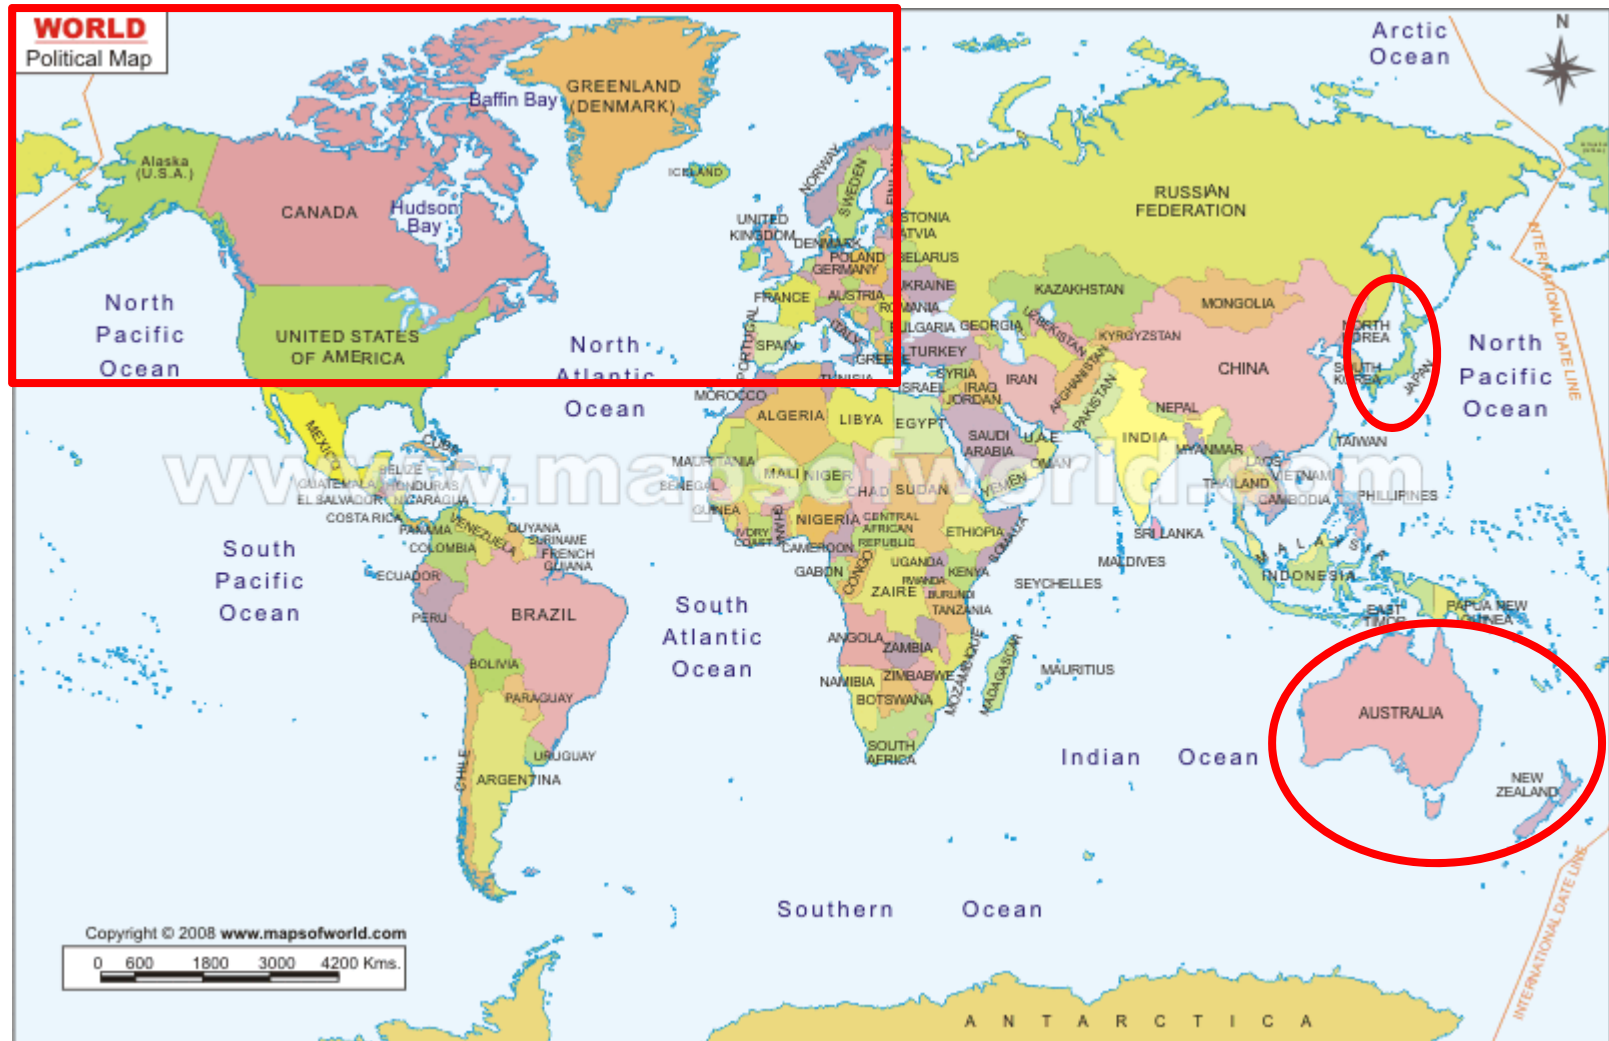 WORLD
Political Map
Arctic
Ocean
N
GREENLAND
(DENMARK)
Baffin Bay
Alaska
(U.S.A.)
ICELAND
NORWAY
SWEDEN
CANADA
Hudson
Bay
RUSSIAN
FEDERATION
UNITED
KINGDOM
ESTONIA
LATVIA
DENMARK
POLAND
BELARUS
GERMANY
UKRAINE
FRANCE
AUSTRIA
ROMANIA
KAZAKHSTAN
MONGOLIA
INTERNATIONAL DATE LINE
North
Pacific
Ocean
UNITED STATES
OF AMERICA
North
Atlantic
Ocean
PORTUGAL
SPAIN
ITALY
BULGARIA
GEORGIA
UZBEKISTAN
KYRGYZSTAN
NORTH
KOREA
SOUTH
KOREA
JAPAN
North
Pacific
Ocean
GREECE
TURKEY
SYRIA
TUNISIA
ISRAEL
IRAQ
JORDAN
IRAN
AFGHANISTAN
PAKISTAN
CHINA
NEPAL
MOROCCO
ALGERIA
LIBYA
EGYPT
SAUDI
ARABIA
U.A.E.
OMAN
INDIA
MYANMAR
TAIWAN
MEXICO
CUBA
www.mapsofworld.com
BELIZE
GUATEMALA
HONDURAS
EL SALVADOR
NICARAGUA
COSTA RICA
PANAMA
MAURITANIA
SENEGAL
MALI
NIGER
CHAD
SUDAN
YEMEN
LAOS
VIETNAM
THAILAND
CAMBODIA
PHILLIPINES
GUINEA
IVORY
COAST
GHANA
NIGERIA
CENTRAL
AFRICAN
REPUBLIC
ETHIOPIA
SOMALIA
SRI LANKA
VENEZUELA
GUYANA
SURINAME
FRENCH
GUIANA
COLOMBIA
ECUADOR
South
Pacific
Ocean
CAMEROON
GABON
CONGO
UGANDA
RWANDA
KENYA
BURUNDI
ZAIRE
TANZANIA
SEYCHELLES
MALDIVES
MALAYSIA
INDONESIA
EAST
TIMOR
PAPUA NEW
GUINEA
PERU
BRAZIL
South
Atlantic
Ocean
ANGOLA
ZAMBIA
MOZAMBIQUE
MADAGASCAR
MAURITIUS
BOLIVIA
NAMIBIA
ZIMBABWE
BOTSWANA
PARAGUAY
AUSTRALIA
CHILE
URUGUAY
ARGENTINA
SOUTH
AFRICA
Indian Ocean
NEW
ZEALAND
Southern Ocean
INTERNATIONAL DATE LINE
Copyright © 2008 www.mapsofworld.com
0 600 1800 3000 4200 Kms.
ANTARCTICA